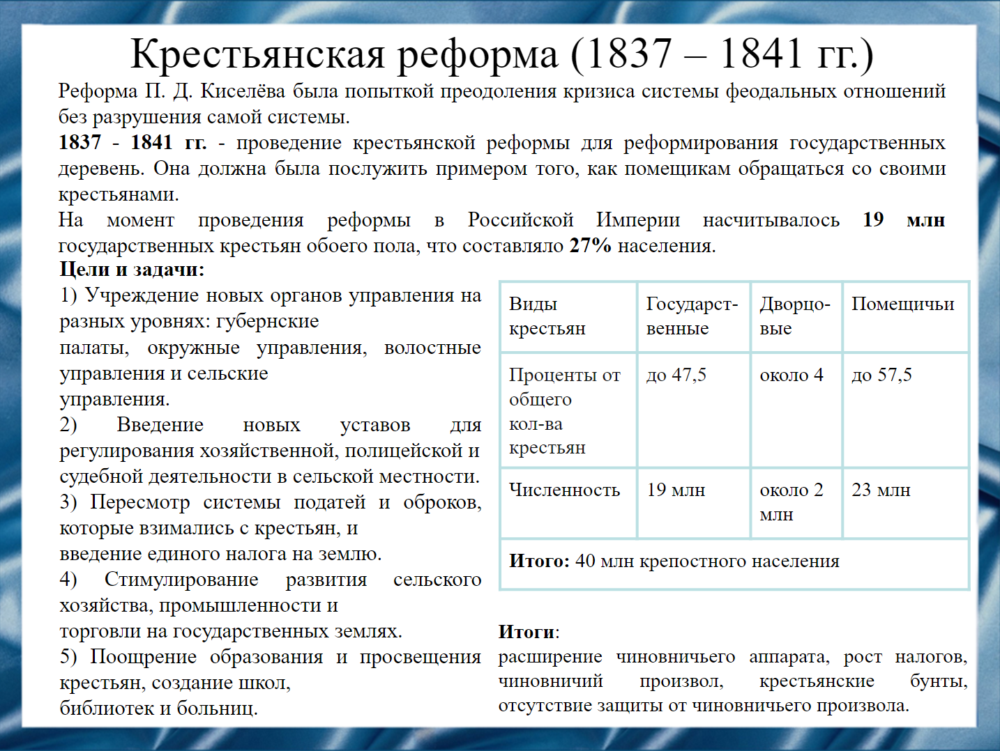 Крестьянская реформа (1837 – 1841 гг.)
Реформа П. Д. Киселёва была попыткой преодоления кризиса системы феодальных отношений
без разрушения самой системы.
1837 - 1841 гг. - проведение крестьянской реформы для реформирования государственных
деревень. Она должна была послужить примером того, как помещикам обращаться со своими
крестьянами.
На момент проведения реформы в Российской Империи насчитывалось 19 млн
государственных крестьян обоего пола, что составляло 27% населения.
Цели и задачи:
1) Учреждение новых органов управления на
разных уровнях: губернские
палаты, окружные управления, волостные
управления и сельские
управления.
2) Введение новых уставов для
регулирования хозяйственной, полицейской и
судебной деятельности в сельской местности.
3) Пересмотр системы податей и оброков,
которые взимались с крестьян, и
введение единого налога на землю.
4) Стимулирование развития сельского
хозяйства, промышленности и
торговли на государственных землях.
5) Поощрение образования и просвещения
крестьян, создание школ,
библиотек и больниц.
Виды
крестьян
Государст-
венные
Дворцо-
вые
Помещичьи
Проценты от
общего
кол-ва
крестьян
до 47,5
около 4
до 57,5
Численность
19 млн
около 2
млн
23 млн
Итого: 40 млн крепостного населения
Итоги:
расширение чиновничьего аппарата, рост налогов,
чиновничий произвол, крестьянские бунты,
отсутствие защиты от чиновничьего произвола.